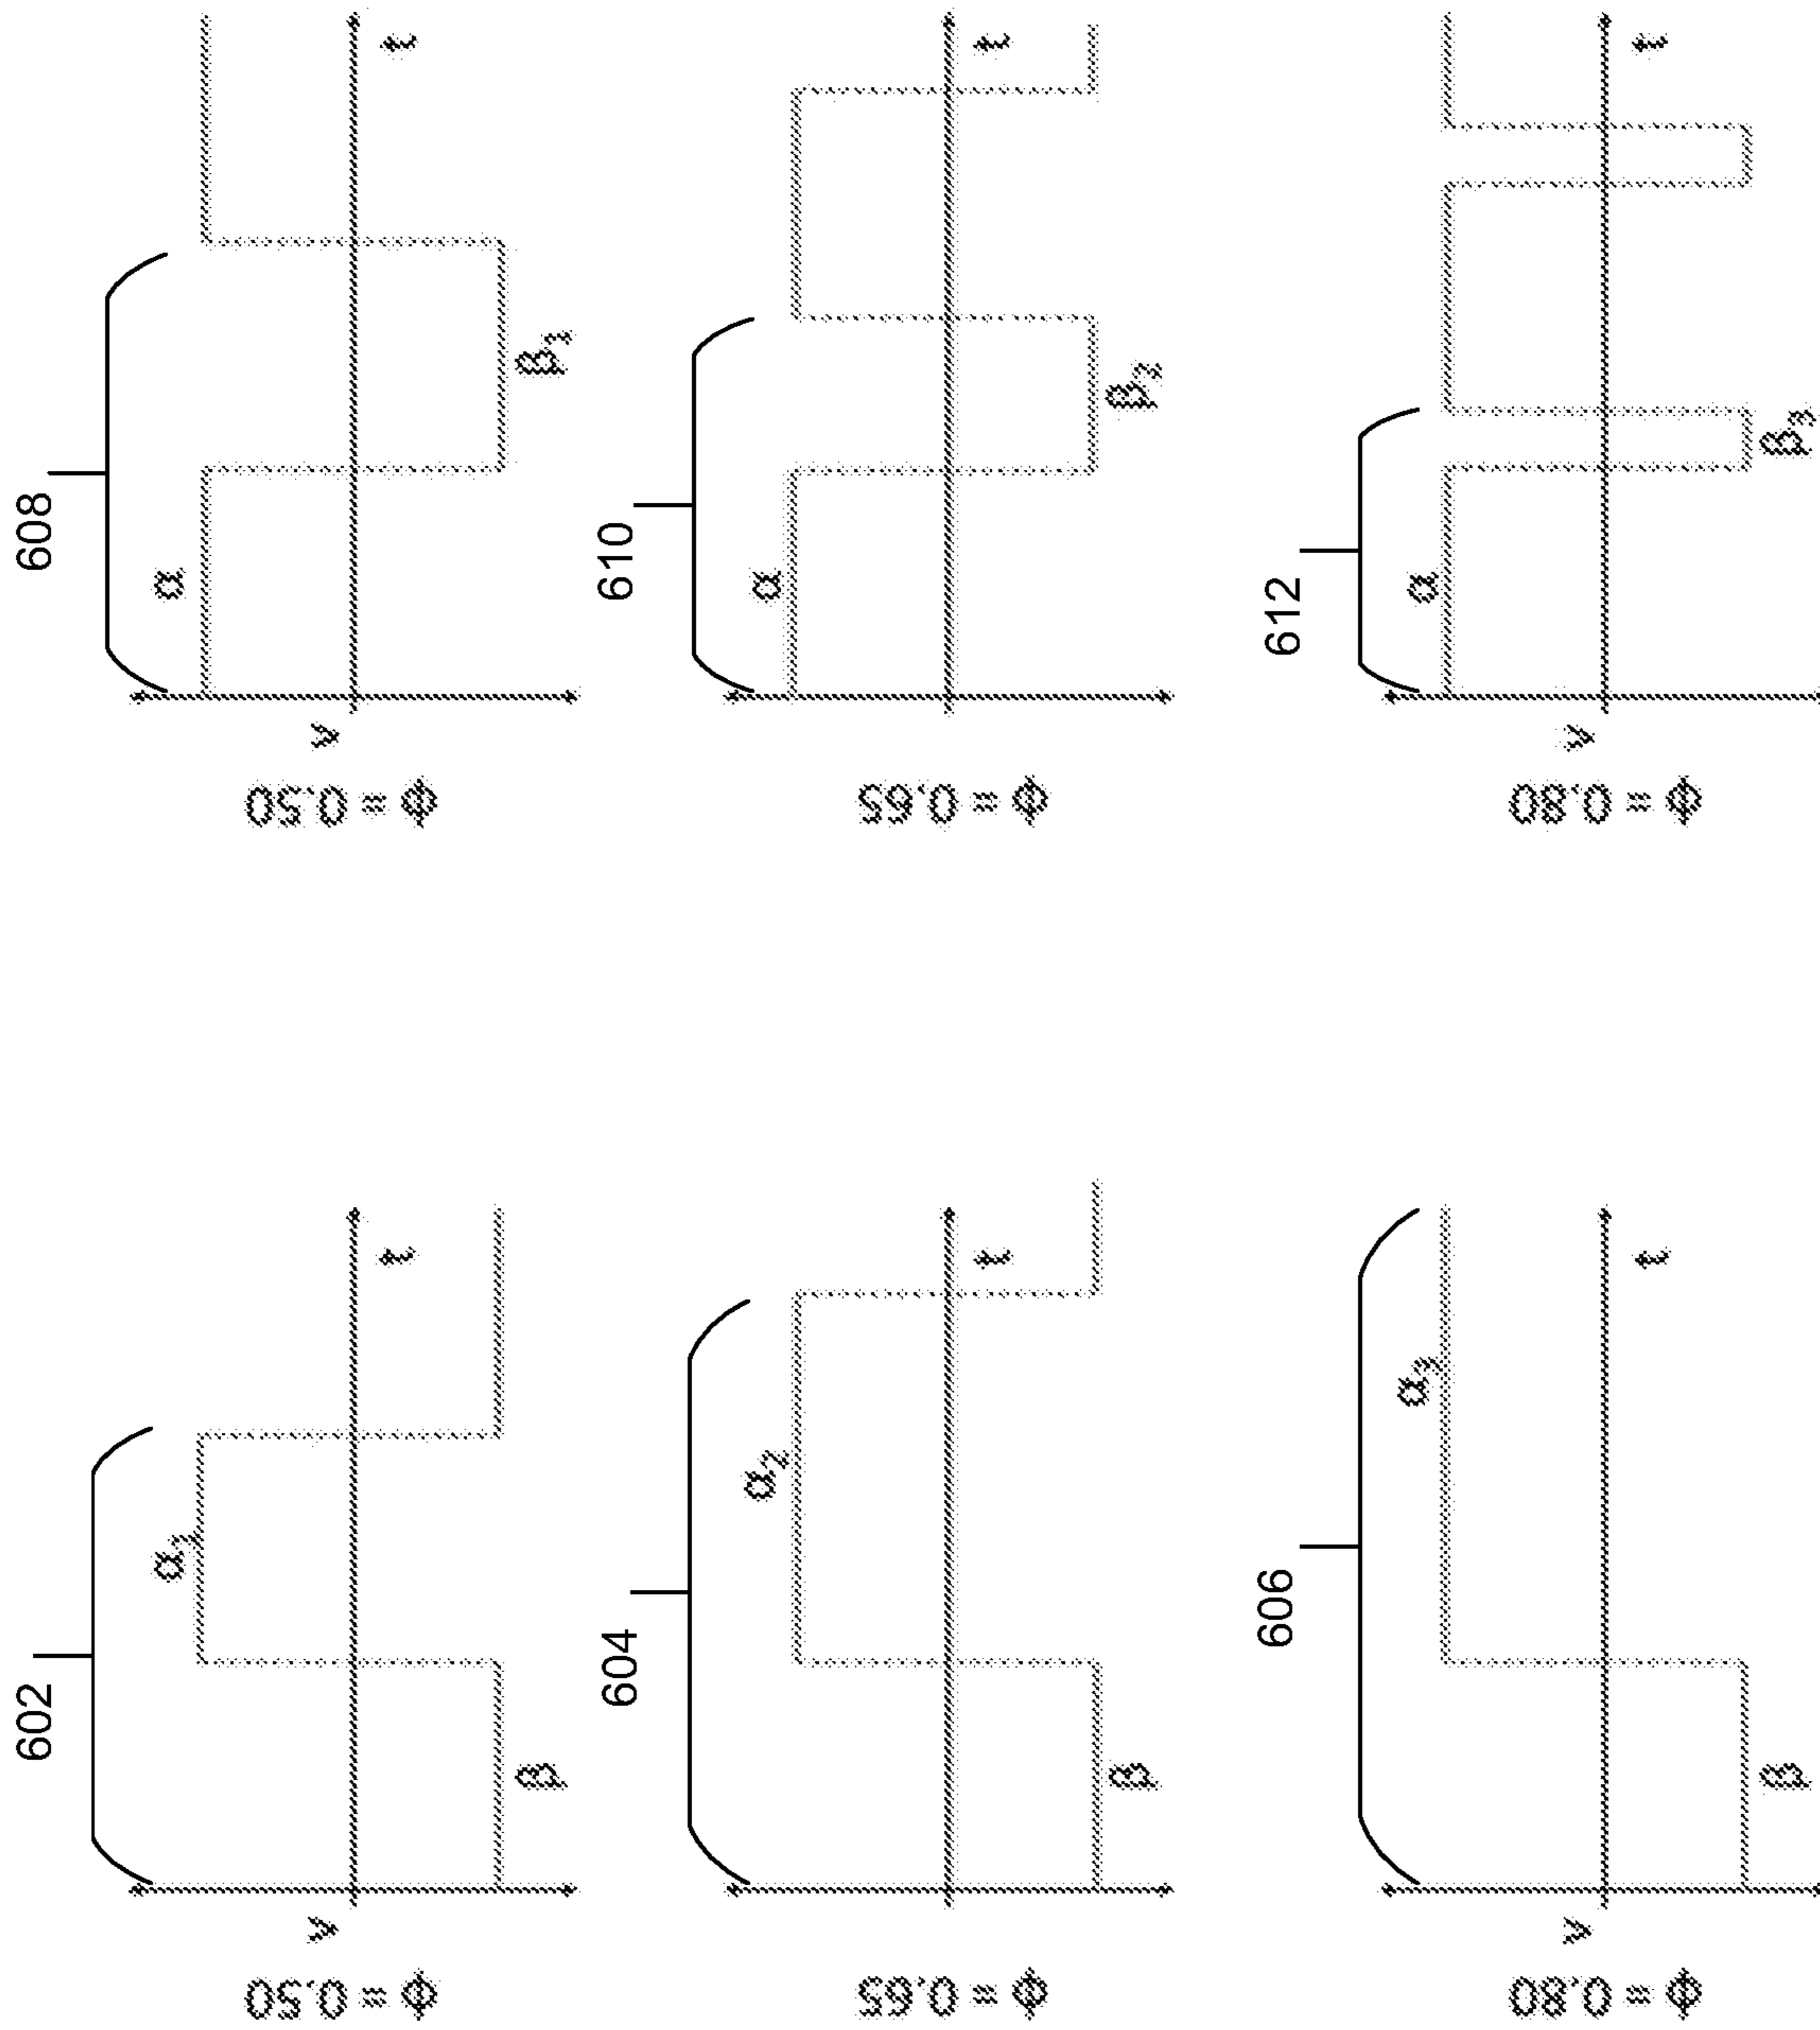 602
ϕ = 0.50
v
α₁
β
t
608
ϕ = 0.50
v
α
β₁
t
604
ϕ = 0.65
α₂
β
t
610
ϕ = 0.65
α
β₂
t
606
ϕ = 0.80
v
α₃
β
t
612
ϕ = 0.80
v
α
β₃
t